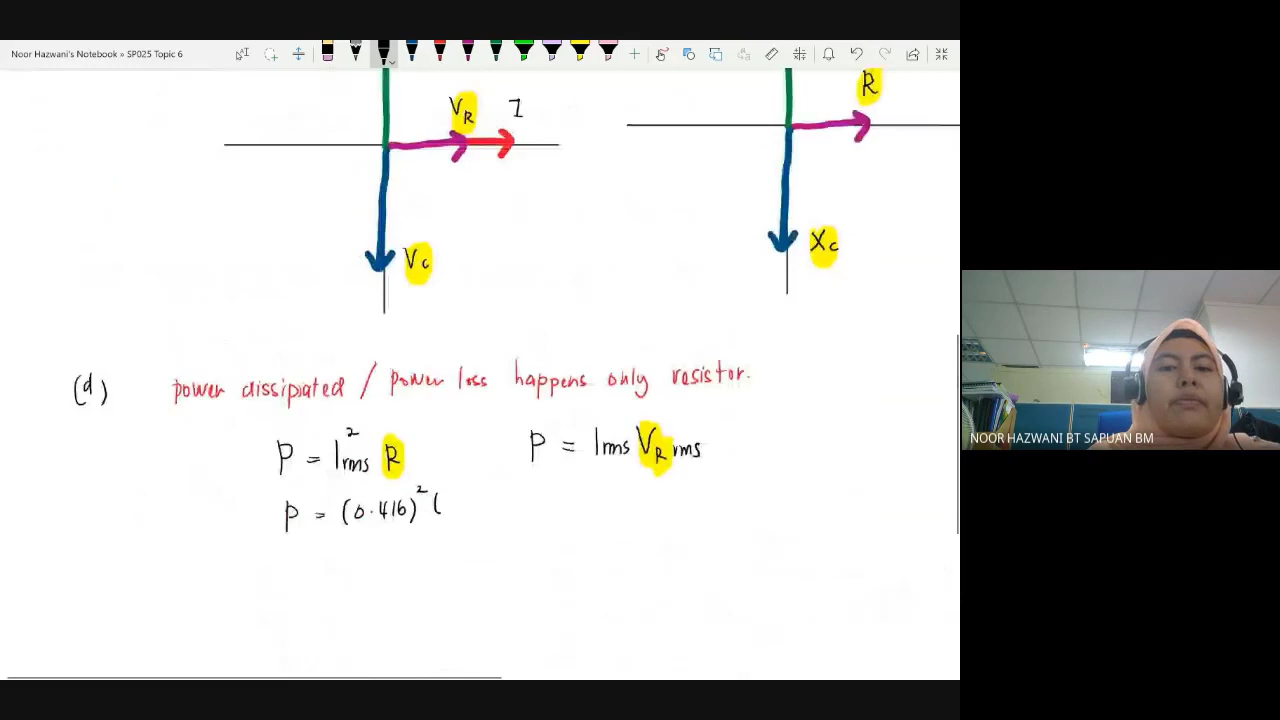 Noor Hazwani's Notebook » SP025 Topic 6
VR I
R
VC
XC
(d) power dissipiated / power loss happens only resistor.
P = Irms² R
P = Irms VR rms
P = (0.416)² (
NOOR HAZWANI BT SAPUAN BM